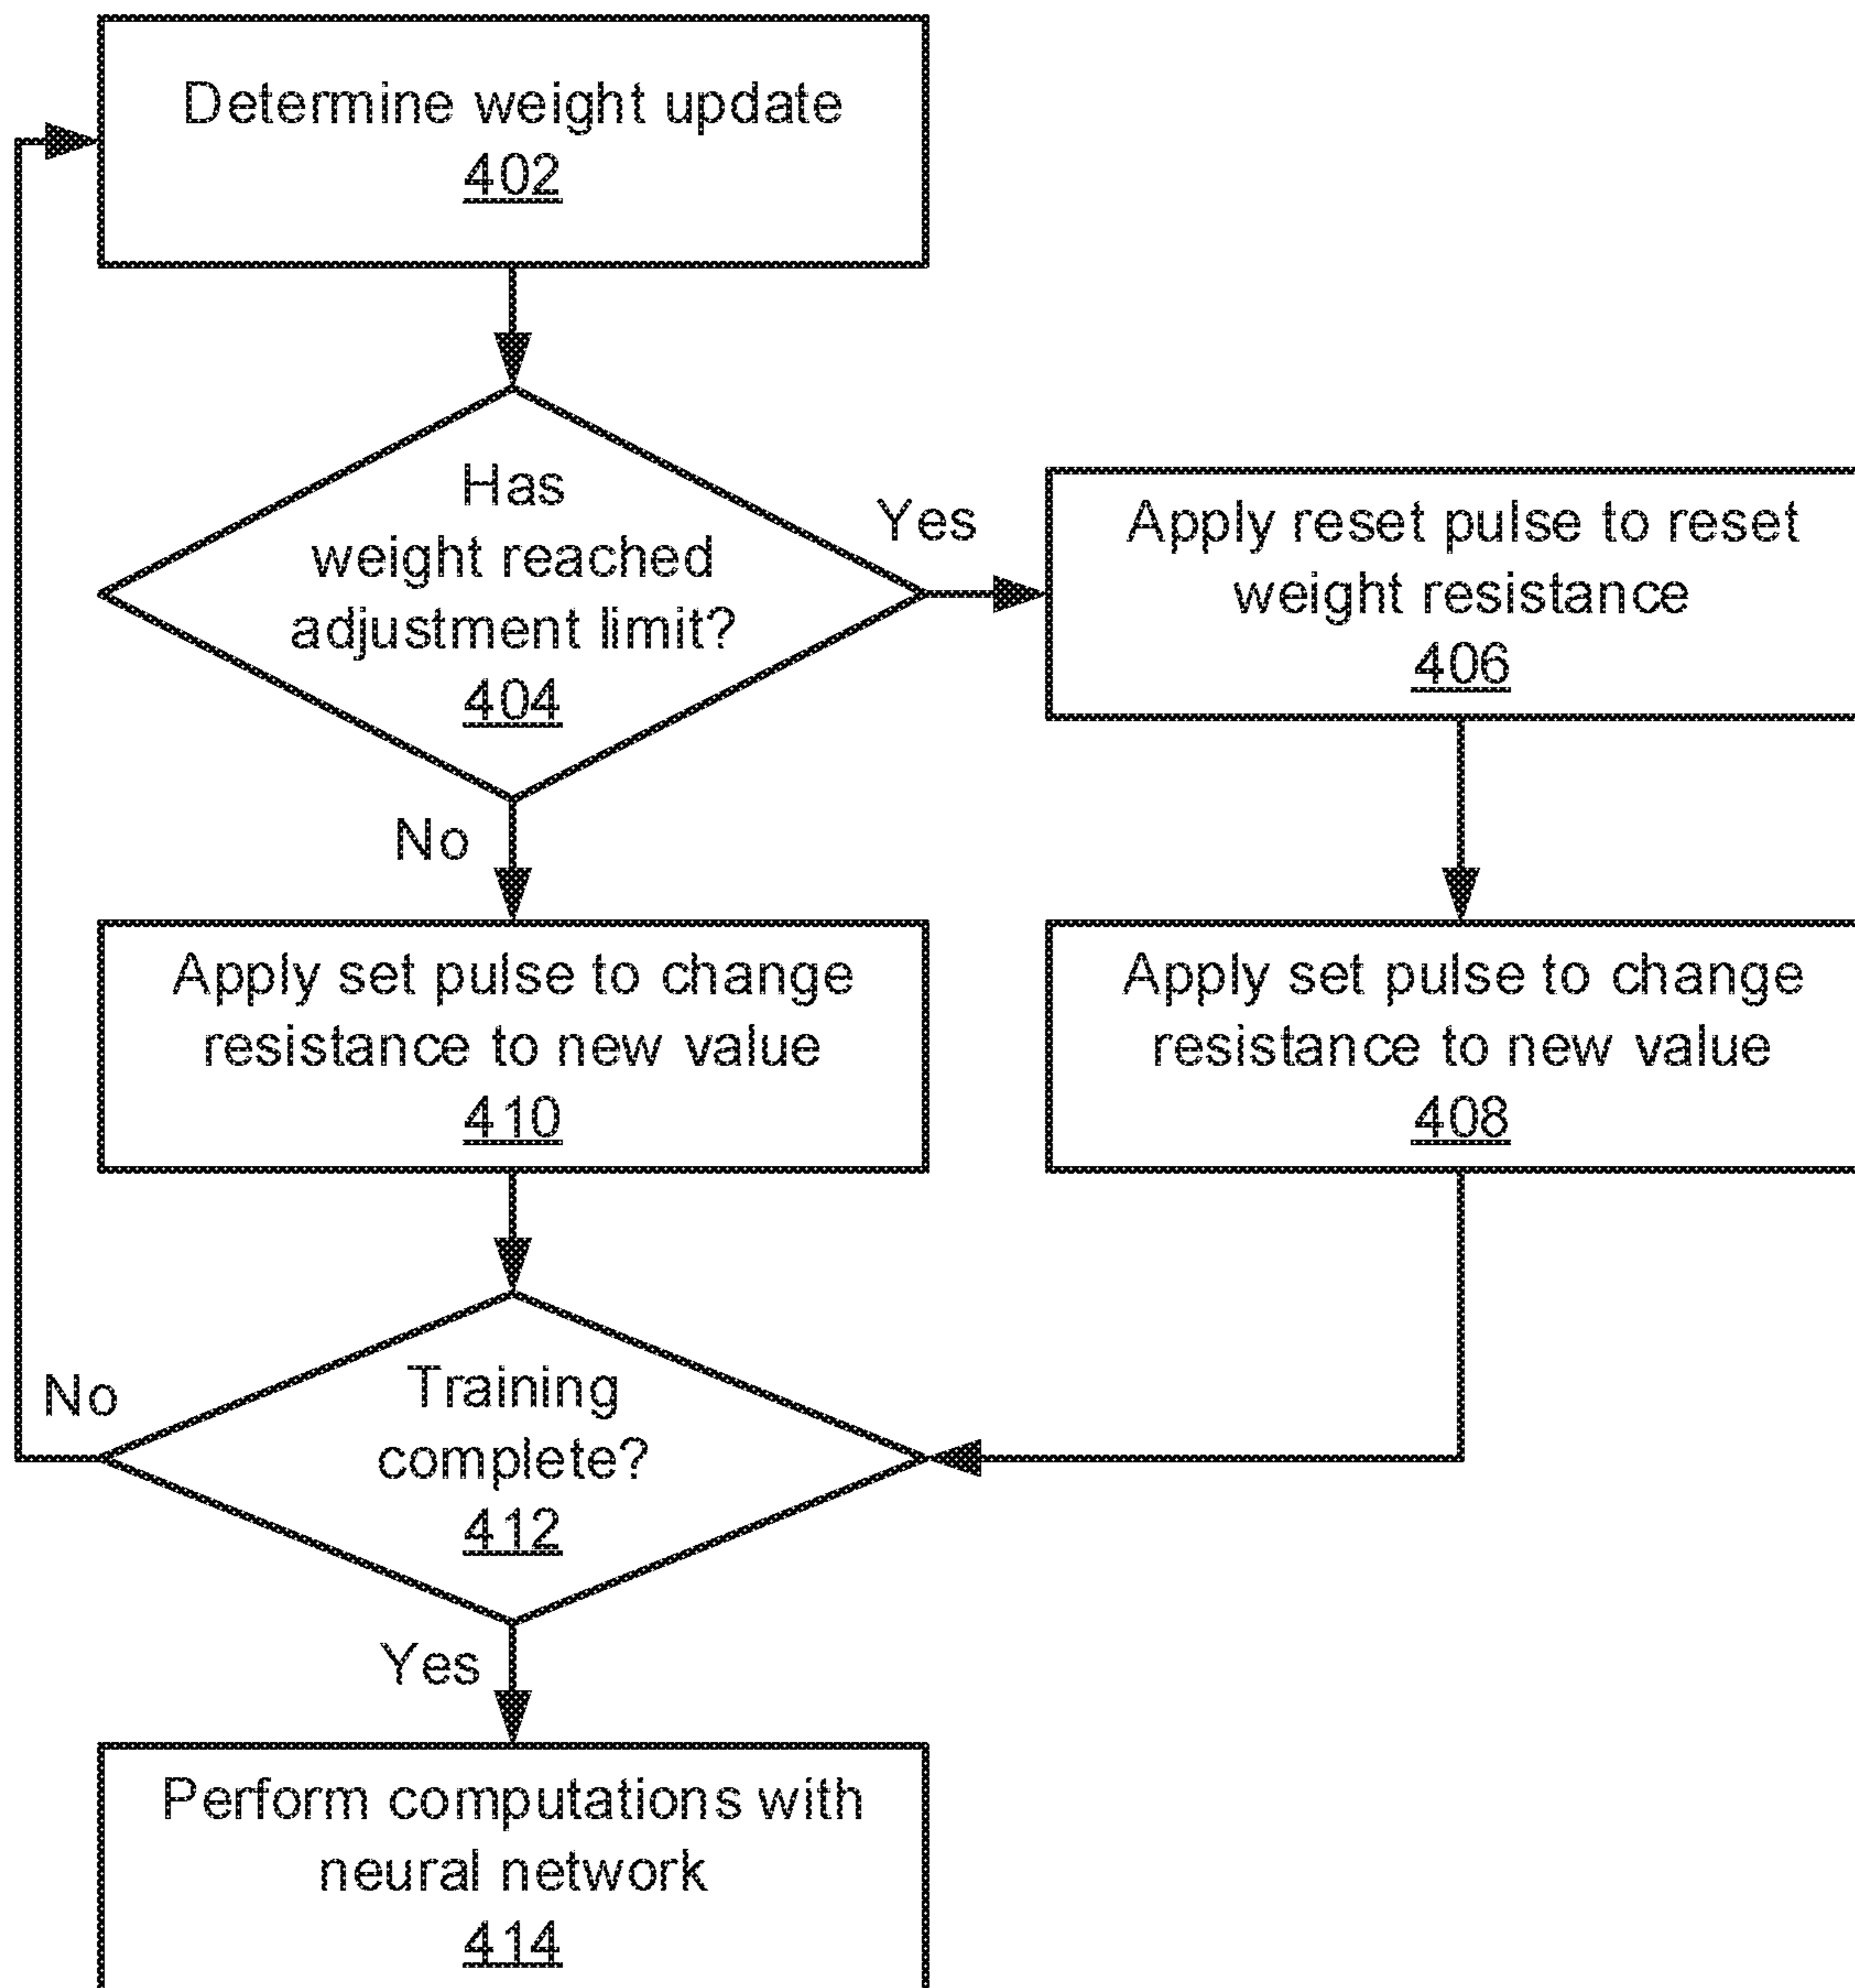 Determine weight update
402
Has
weight reached
adjustment limit?
404
Yes
Apply reset pulse to reset
weight resistance
406
No
Apply set pulse to change
resistance to new value
410
Apply set pulse to change
resistance to new value
408
No
Training
complete?
412
Yes
Perform computations with
neural network
414